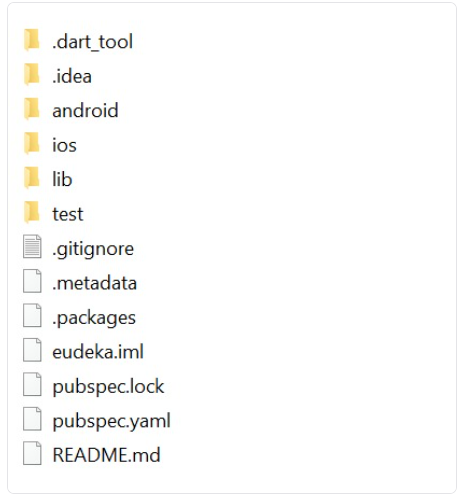 .dart_tool
.idea
android
ios
lib
test
.gitignore
.metadata
.packages
eudeka.iml
pubspec.lock
pubspec.yaml
README.md